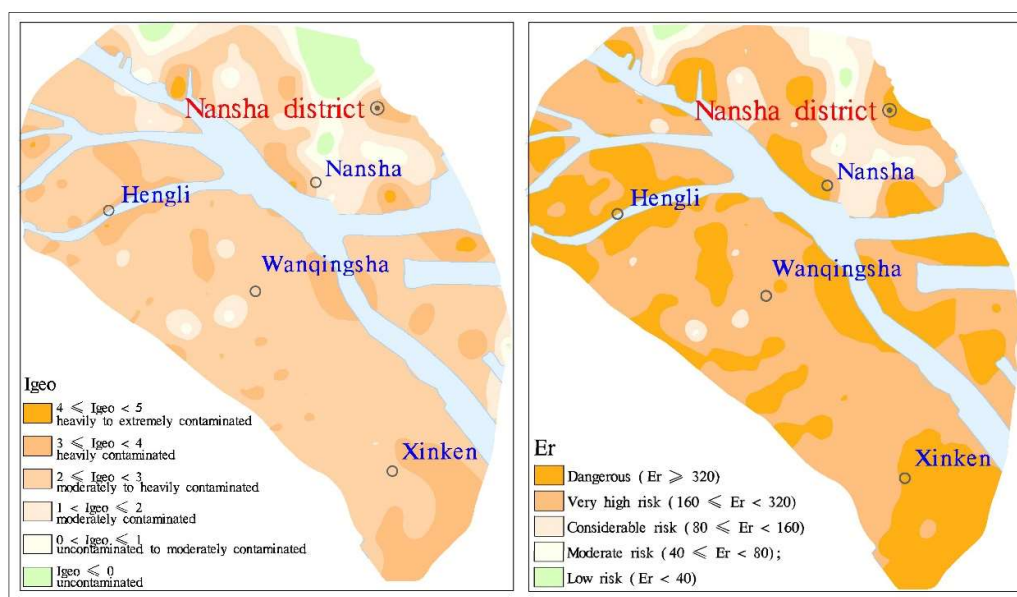 Nansha district
Nansha
Hengli
Wanqingsha
Xinken
Igeo
4 ⩽ Igeo < 5
heavily to extremely contaminated
3 ⩽ Igeo < 4
heavily contaminated
2 ⩽ Igeo < 3
moderately to heavily contaminated
1 < Igeo ⩽ 2
moderately contaminated
0 < Igeo ⩽ 1
uncontaminated to moderately contaminated
Igeo ⩽ 0
uncontaminated
Nansha district
Nansha
Hengli
Wanqingsha
Xinken
Er
Dangerous (Er ⩾ 320)
Very high risk (160 ⩽ Er < 320)
Considerable risk (80 ⩽ Er < 160)
Moderate risk (40 ⩽ Er < 80);
Low risk (Er < 40)